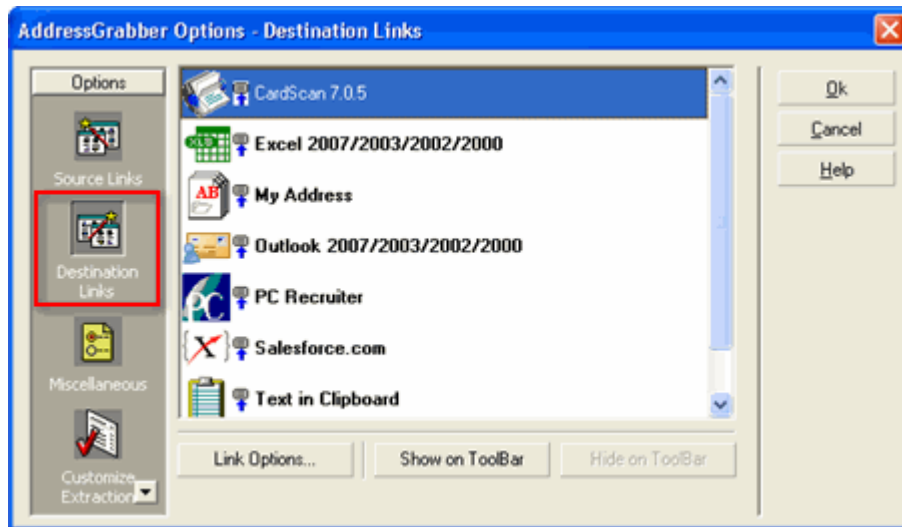 AddressGrabber Options - Destination Links
Options
Source Links
Destination
Links
Miscellaneous
Customize
Extraction
CardScan 7.0.5
Excel 2007/2003/2002/2000
My Address
Outlook 2007/2003/2002/2000
PC Recruiter
Salesforce.com
Text in Clipboard
Link Options...
Show on ToolBar
Hide on ToolBar
Ok
Cancel
Help